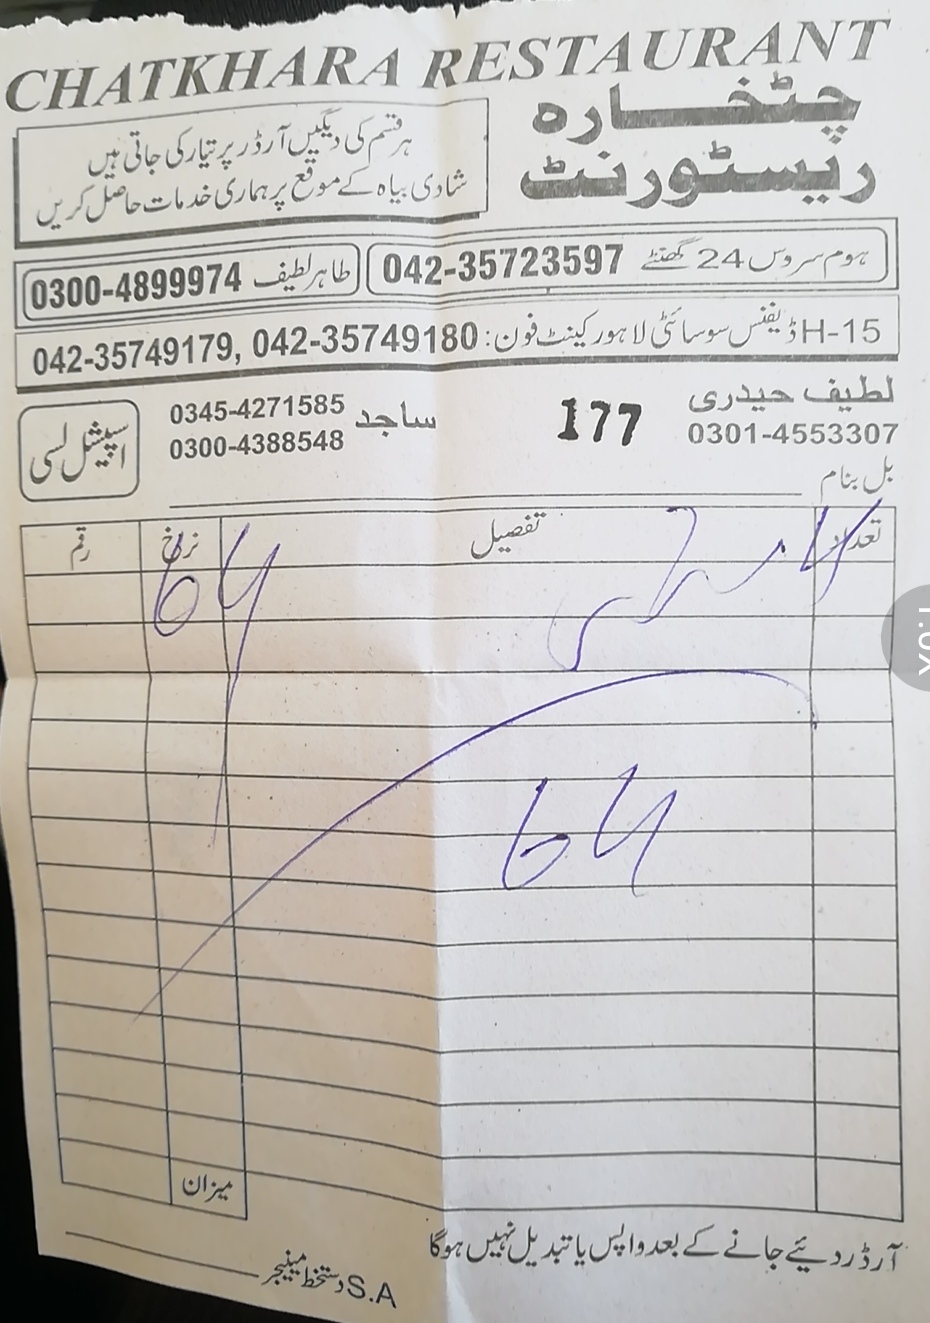 CHATKHARA RESTAURANT
چٹخارہ
ریسٹورنٹ
ہر قسم کی دیگیں آرڈر پر تیار کی جاتی ہیں
شادی بیاہ کے موقع پر ہماری خدمات حاصل کریں
ہوم سروس 24 گھنٹے 042-35723597
طاہر لطیف 0300-4899974
H-15 ڈیفنس سوسائٹی لاہور کینٹ فون: 042-35749179, 042-35749180
لطیف حیدری
0301-4553307
177
ساجد 0345-4271585
0300-4388548
اسپیشل لسی
بل بنام
تعداد تفصیل نرخ رقم
4
64
64
میزان
آرڈر دئیے جانے کے بعد واپس یا تبدیل نہیں ہوگا
S.A دستخط مینیجر